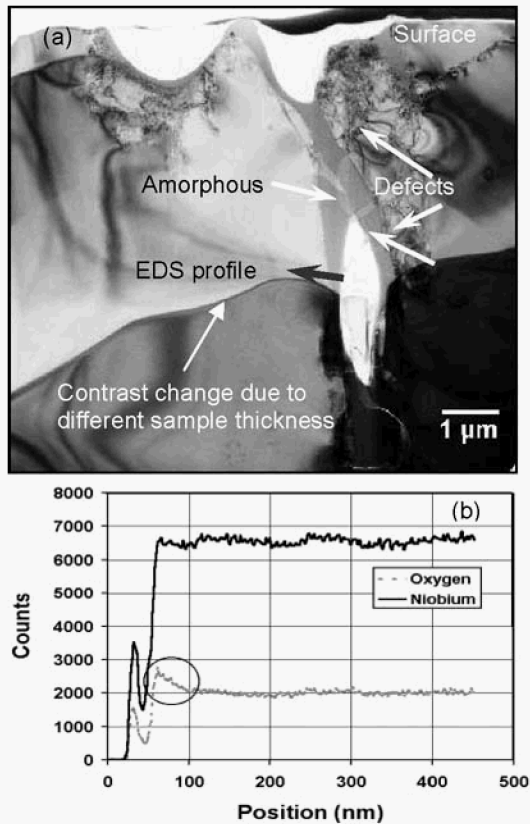 (a)
Surface
Amorphous
Defects
EDS profile
Contrast change due to
different sample thickness
1 µm
(b)
8000
7000
6000
5000
4000
3000
2000
1000
0
Counts
Oxygen
Niobium
0 100 200 300 400 500
Position (nm)